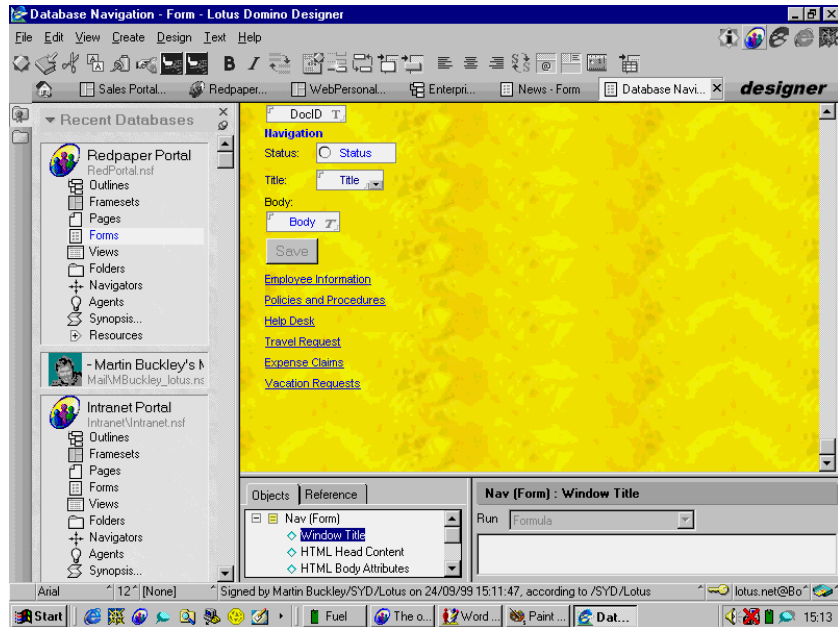 Database Navigation - Form - Lotus Domino Designer
File Edit View Create Design Text Help
Sales Portal... Redpaper... WebPersonal... Enterpri... News - Form Database Navi... designer
Recent Databases
Redpaper Portal
RedPortal.nsf
Outlines
Framesets
Pages
Forms
Views
Folders
Navigators
Agents
Synopsis...
Resources
- Martin Buckley's M
Mail\MBuckley_lotus.ns
Intranet Portal
Intranet\Intranet.nsf
Outlines
Framesets
Pages
Forms
Views
Folders
Navigators
Agents
Synopsis...
DocID T
Navigation
Status: Status
Title: Title
Body:
Body T
Save
Employee Information
Policies and Procedures
Help Desk
Travel Request
Expense Claims
Vacation Requests
Objects Reference
Nav (Form)
Window Title
HTML Head Content
HTML Body Attributes
Nav (Form) : Window Title
Run Formula
Arial 12 [None] Signed by Martin Buckley/SYD/Lotus on 24/09/99 15:11:47, according to /SYD/Lotus lotus.net@Bo
Start Fuel The o... Word ... Paint ... Dat... 15:13